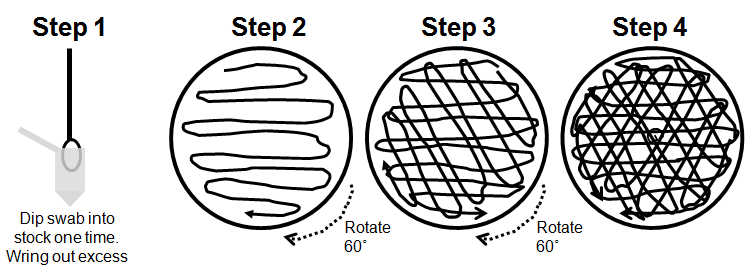 Step 1
Step 2
Step 3
Step 4
Dip swab into
stock one time.
Wring out excess
Rotate
60˚
Rotate
60˚